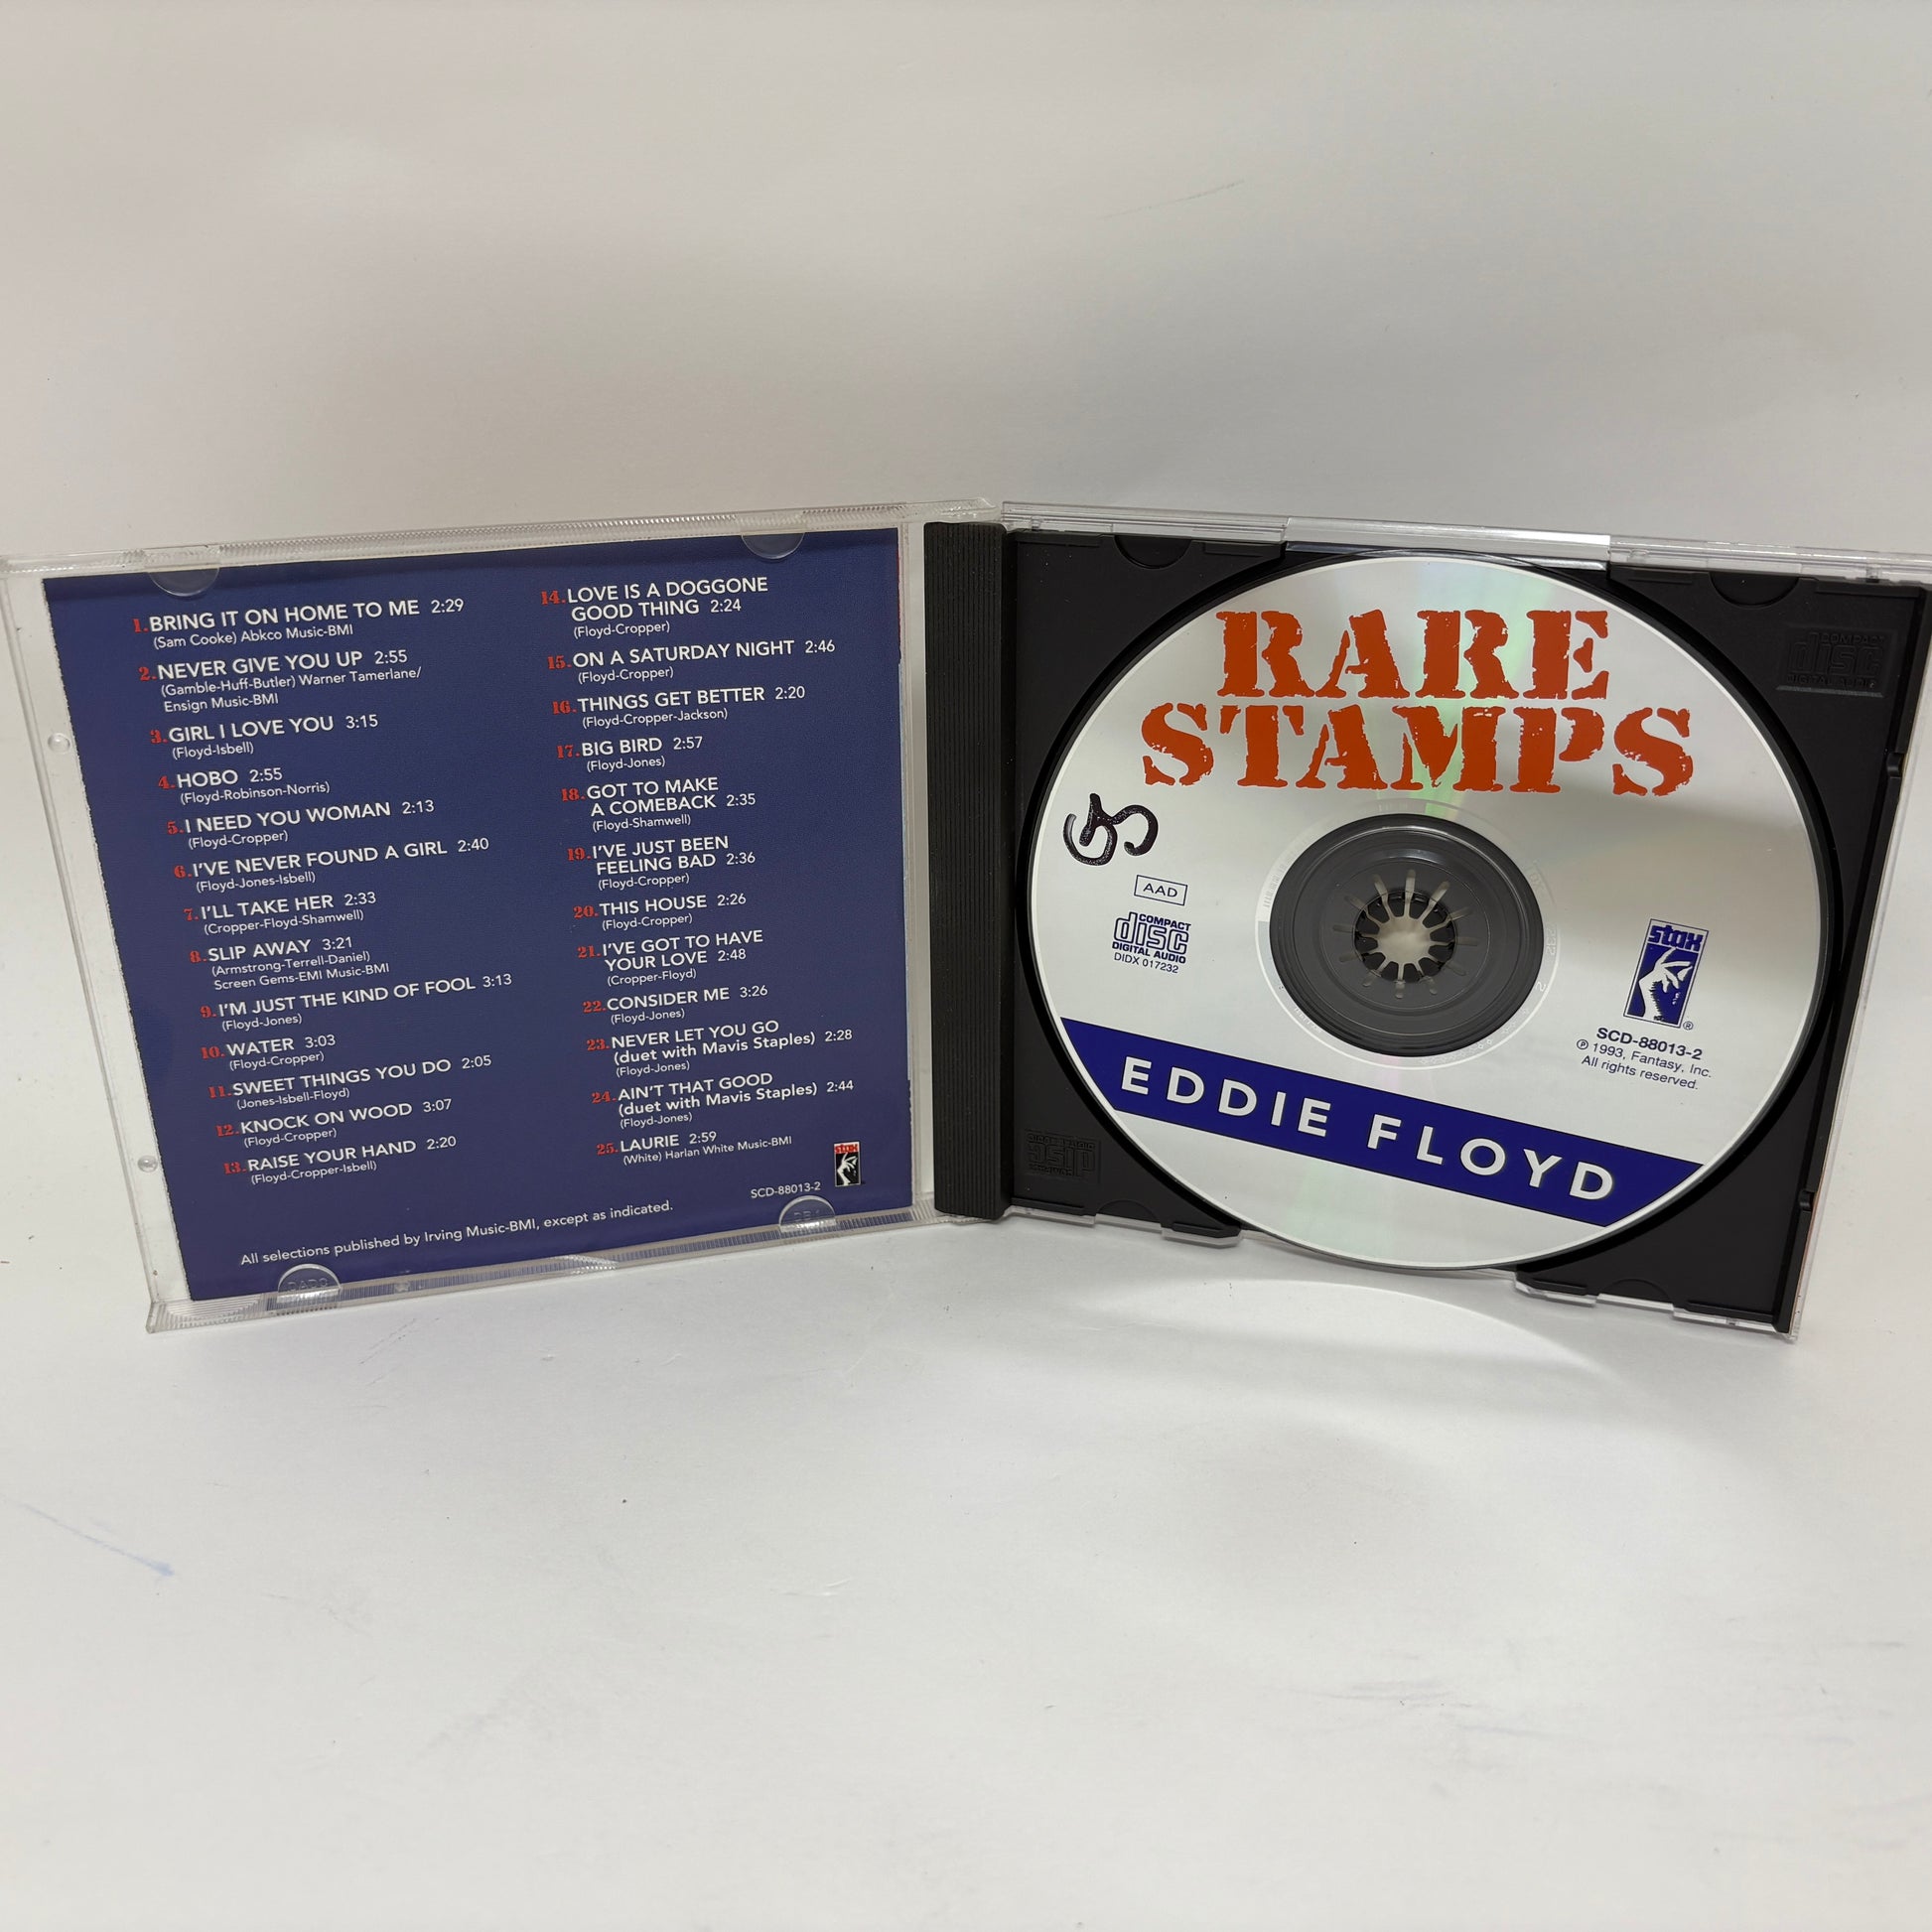 1. BRING IT ON HOME TO ME 2:29
(Sam Cooke) Abkco Music-BMI
2. NEVER GIVE YOU UP 2:55
(Gamble-Huff-Butler) Warner Tamerlane/
Ensign Music-BMI
3. GIRL I LOVE YOU 3:15
(Floyd-Isbell)
4. HOBO 2:55
(Floyd-Robinson-Norris)
5. I NEED YOU WOMAN 2:13
(Floyd-Cropper)
6. I'VE NEVER FOUND A GIRL 2:40
(Floyd-Jones-Isbell)
7. I'LL TAKE HER 2:33
(Cropper-Floyd-Shamwell)
8. SLIP AWAY 3:21
(Armstrong-Terrell-Daniel)
Screen Gems-EMI Music-BMI
9. I'M JUST THE KIND OF FOOL 3:13
(Floyd-Jones)
10. WATER 3:03
(Floyd-Cropper)
11. SWEET THINGS YOU DO 2:05
(Jones-Isbell-Floyd)
12. KNOCK ON WOOD 3:07
(Floyd-Cropper)
13. RAISE YOUR HAND 2:20
(Floyd-Cropper-Isbell)
14. LOVE IS A DOGGONE
GOOD THING 2:24
(Floyd-Cropper)
15. ON A SATURDAY NIGHT 2:46
(Floyd-Cropper)
16. THINGS GET BETTER 2:20
(Floyd-Cropper-Jackson)
17. BIG BIRD 2:57
(Floyd-Jones)
18. GOT TO MAKE
A COMEBACK 2:35
(Floyd-Shamwell)
19. I'VE JUST BEEN
FEELING BAD 2:36
(Floyd-Cropper)
20. THIS HOUSE 2:26
(Floyd-Cropper)
21. I'VE GOT TO HAVE
YOUR LOVE 2:48
(Cropper-Floyd)
22. CONSIDER ME 3:26
(Floyd-Jones)
23. NEVER LET YOU GO
(duet with Mavis Staples) 2:28
(Floyd-Jones)
24. AIN'T THAT GOOD
(duet with Mavis Staples) 2:44
(Floyd-Jones)
25. LAURIE 2:59
(White) Harlan White Music-BMI
stax
SCD-88013-2
All selections published by Irving Music-BMI, except as indicated.
RARE
STAMPS
AAD
COMPACT
disc
DIGITAL AUDIO
DIDX 017232
stax
®
SCD-88013-2
℗ 1993, Fantasy, Inc.
All rights reserved.
EDDIE FLOYD
COMPACT
disc
DIGITAL AUDIO